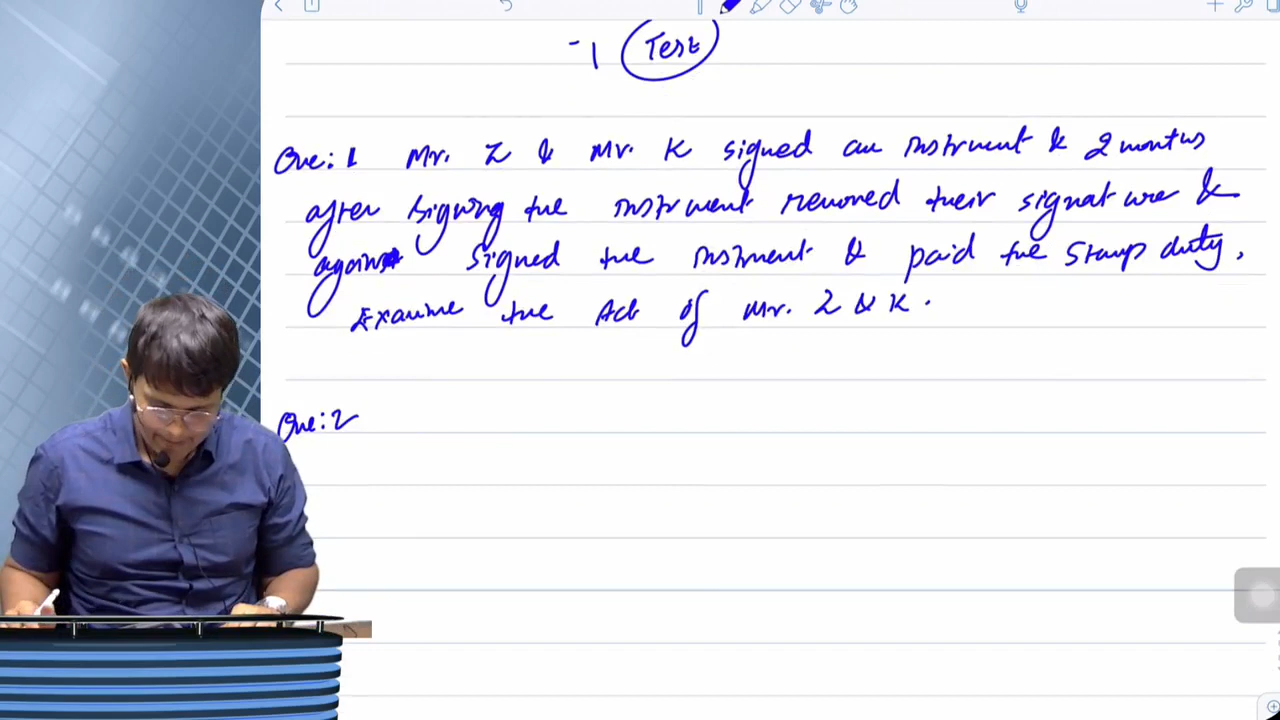 -1 Test
Que: 1 Mr. Z & Mr. K signed an instrument & 2 months
after signing the instrument removed their signature &
again signed the instrument & paid the stamp duty.
Examine the Act of Mr. Z & K.
Que: 2